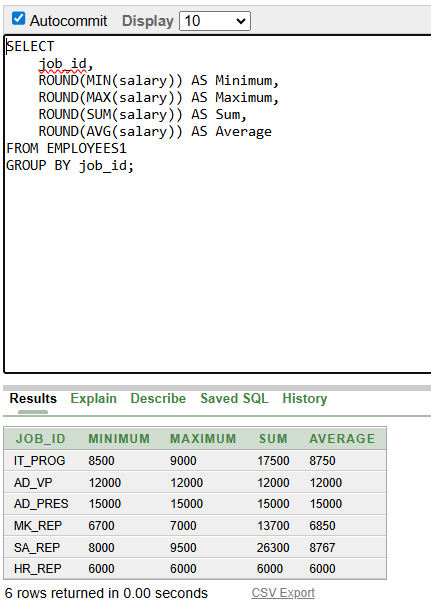 Autocommit Display 10
SELECT
    job_id,
    ROUND(MIN(salary)) AS Minimum,
    ROUND(MAX(salary)) AS Maximum,
    ROUND(SUM(salary)) AS Sum,
    ROUND(AVG(salary)) AS Average
FROM EMPLOYEES1
GROUP BY job_id;
Results Explain Describe Saved SQL History
JOB_ID MINIMUM MAXIMUM SUM AVERAGE
IT_PROG 8500 9000 17500 8750
AD_VP 12000 12000 12000 12000
AD_PRES 15000 15000 15000 15000
MK_REP 6700 7000 13700 6850
SA_REP 8000 9500 26300 8767
HR_REP 6000 6000 6000 6000
6 rows returned in 0.00 seconds CSV Export